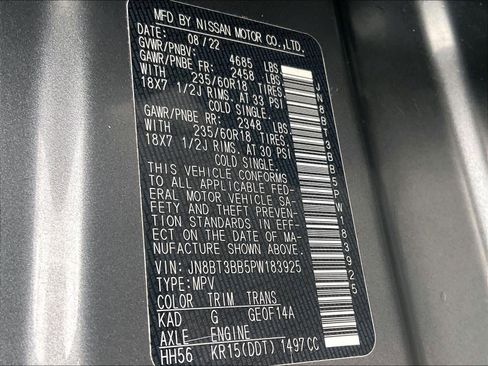 MFD BY NISSAN MOTOR CO.,LTD.
DATE: 08/22
GVWR/PNBV: 4685 LBS
GAWR/PNBE FR: 2458 LBS
WITH 235/60R18 TIRES.
18X7 1/2J RIMS. AT 33 PSI
COLD SINGLE.
GAWR/PNBE RR: 2348 LBS
WITH 235/60R18 TIRES.
18X7 1/2J RIMS. AT 30 PSI
COLD SINGLE.
THIS VEHICLE CONFORMS
TO ALL APPLICABLE FED-
ERAL MOTOR VEHICLE SA-
FETY AND THEFT PREVEN-
TION STANDARDS IN EFF-
ECT ON THE DATE OF MA-
NUFACTURE SHOWN ABOVE.
VIN: JN8BT3BB5PW183925
TYPE:MPV
COLOR TRIM TRANS
KAD G GE0F14A
AXLE ENGINE
HH56 KR15(DDT) 1497CC
JN8BT3BB5PW183925